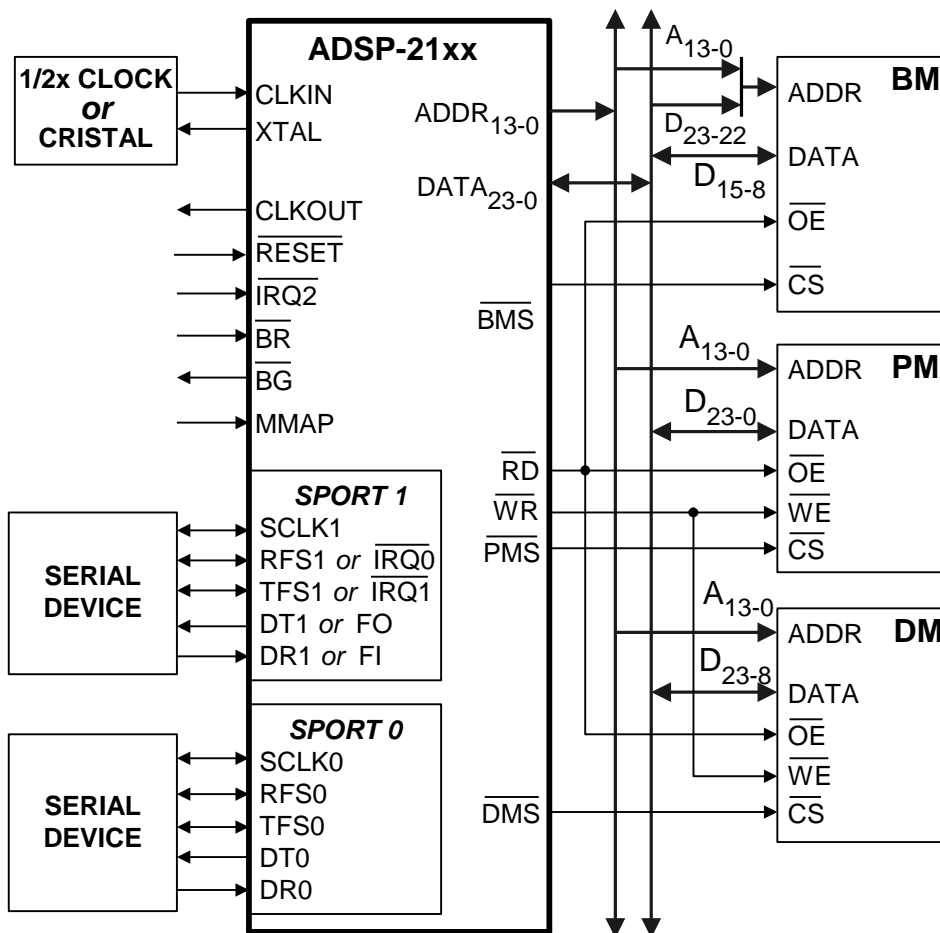 ADSP-21xx
1/2x CLOCK
or
CRISTAL
CLKIN
XTAL
CLKOUT
RESET
IRQ2
BR
BG
MMAP
ADDR13-0
DATA23-0
BMS
RD
WR
PMS
DMS
SPORT 1
SCLK1
RFS1 or IRQ0
TFS1 or IRQ1
DT1 or FO
DR1 or FI
SERIAL
DEVICE
SPORT 0
SCLK0
RFS0
TFS0
DT0
DR0
SERIAL
DEVICE
A13-0
D23-22
D15-8
BM
ADDR
DATA
OE
CS
A13-0
D23-0
PM
ADDR
DATA
OE
WE
CS
A13-0
D23-8
DM
ADDR
DATA
OE
WE
CS